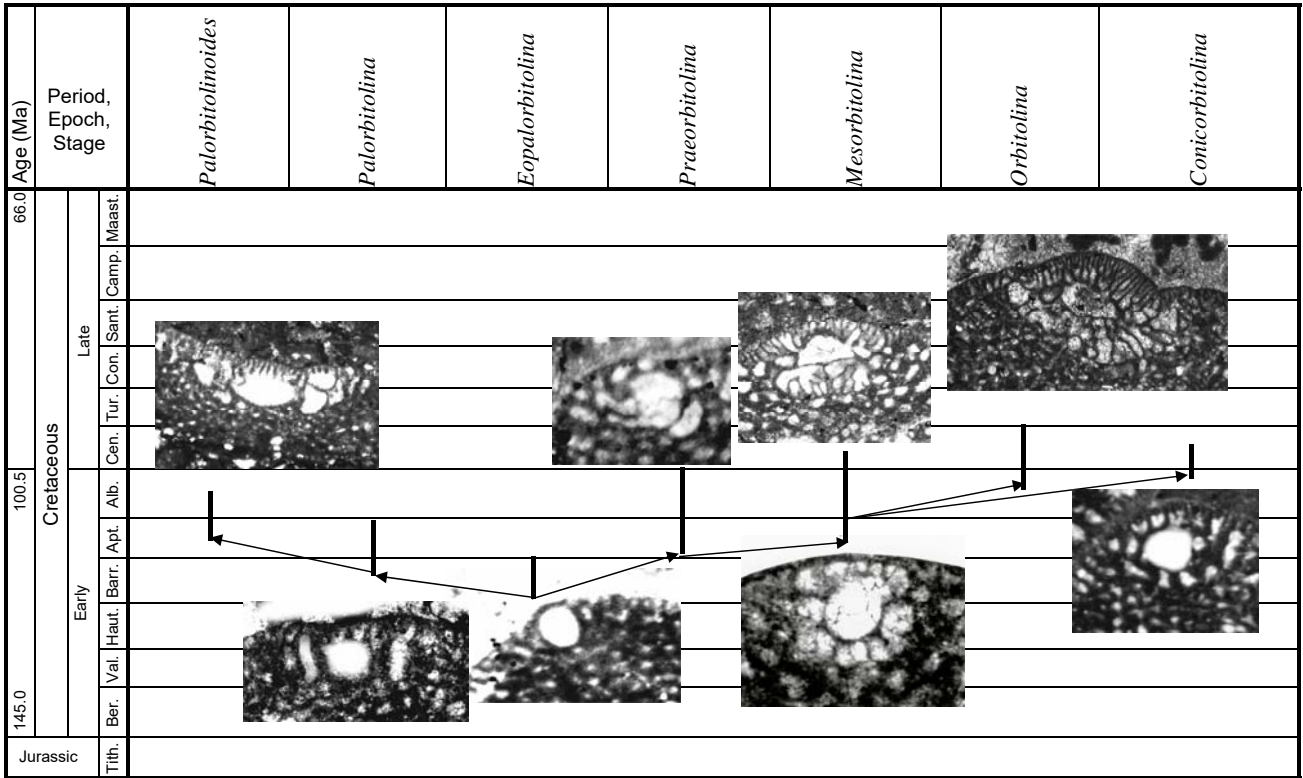 Age (Ma)
Period,
Epoch,
Stage
Palorbitolinoides
Palorbitolina
Eopalorbitolina
Praeorbitolina
Mesorbitolina
Orbitolina
Conicorbitolina
66.0
100.5
145.0
Cretaceous
Late
Early
Maast.
Camp.
Sant.
Con.
Tur.
Cen.
Alb.
Apt.
Barr.
Haut.
Val.
Ber.
Jurassic
Tith.